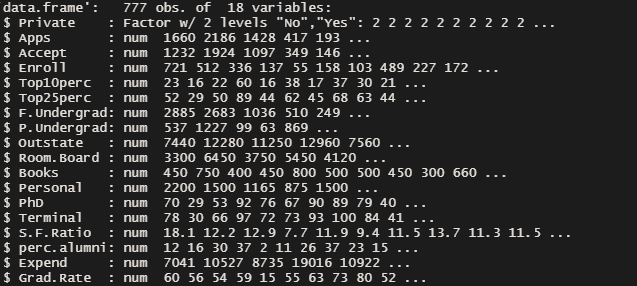 'data.frame':   777 obs. of  18 variables:
$ Private    : Factor w/ 2 levels "No","Yes": 2 2 2 2 2 2 2 2 2 2 ...
$ Apps       : num  1660 2186 1428 417 193 ...
$ Accept     : num  1232 1924 1097 349 146 ...
$ Enroll     : num  721 512 336 137 55 158 103 489 227 172 ...
$ Top10perc  : num  23 16 22 60 16 38 17 37 30 21 ...
$ Top25perc  : num  52 29 50 89 44 62 45 68 63 44 ...
$ F.Undergrad: num  2885 2683 1036 510 249 ...
$ P.Undergrad: num  537 1227 99 63 869 ...
$ Outstate   : num  7440 12280 11250 12960 7560 ...
$ Room.Board : num  3300 6450 3750 5450 4120 ...
$ Books      : num  450 750 400 450 800 500 500 450 300 660 ...
$ Personal   : num  2200 1500 1165 875 1500 ...
$ PhD        : num  70 29 53 92 76 67 90 89 79 40 ...
$ Terminal   : num  78 30 66 97 72 73 93 100 84 41 ...
$ S.F.Ratio  : num  18.1 12.2 12.9 7.7 11.9 9.4 11.5 13.7 11.3 11.5 ...
$ perc.alumni: num  12 16 30 37 2 11 26 37 23 15 ...
$ Expend     : num  7041 10527 8735 19016 10922 ...
$ Grad.Rate  : num  60 56 54 59 15 55 63 73 80 52 ...